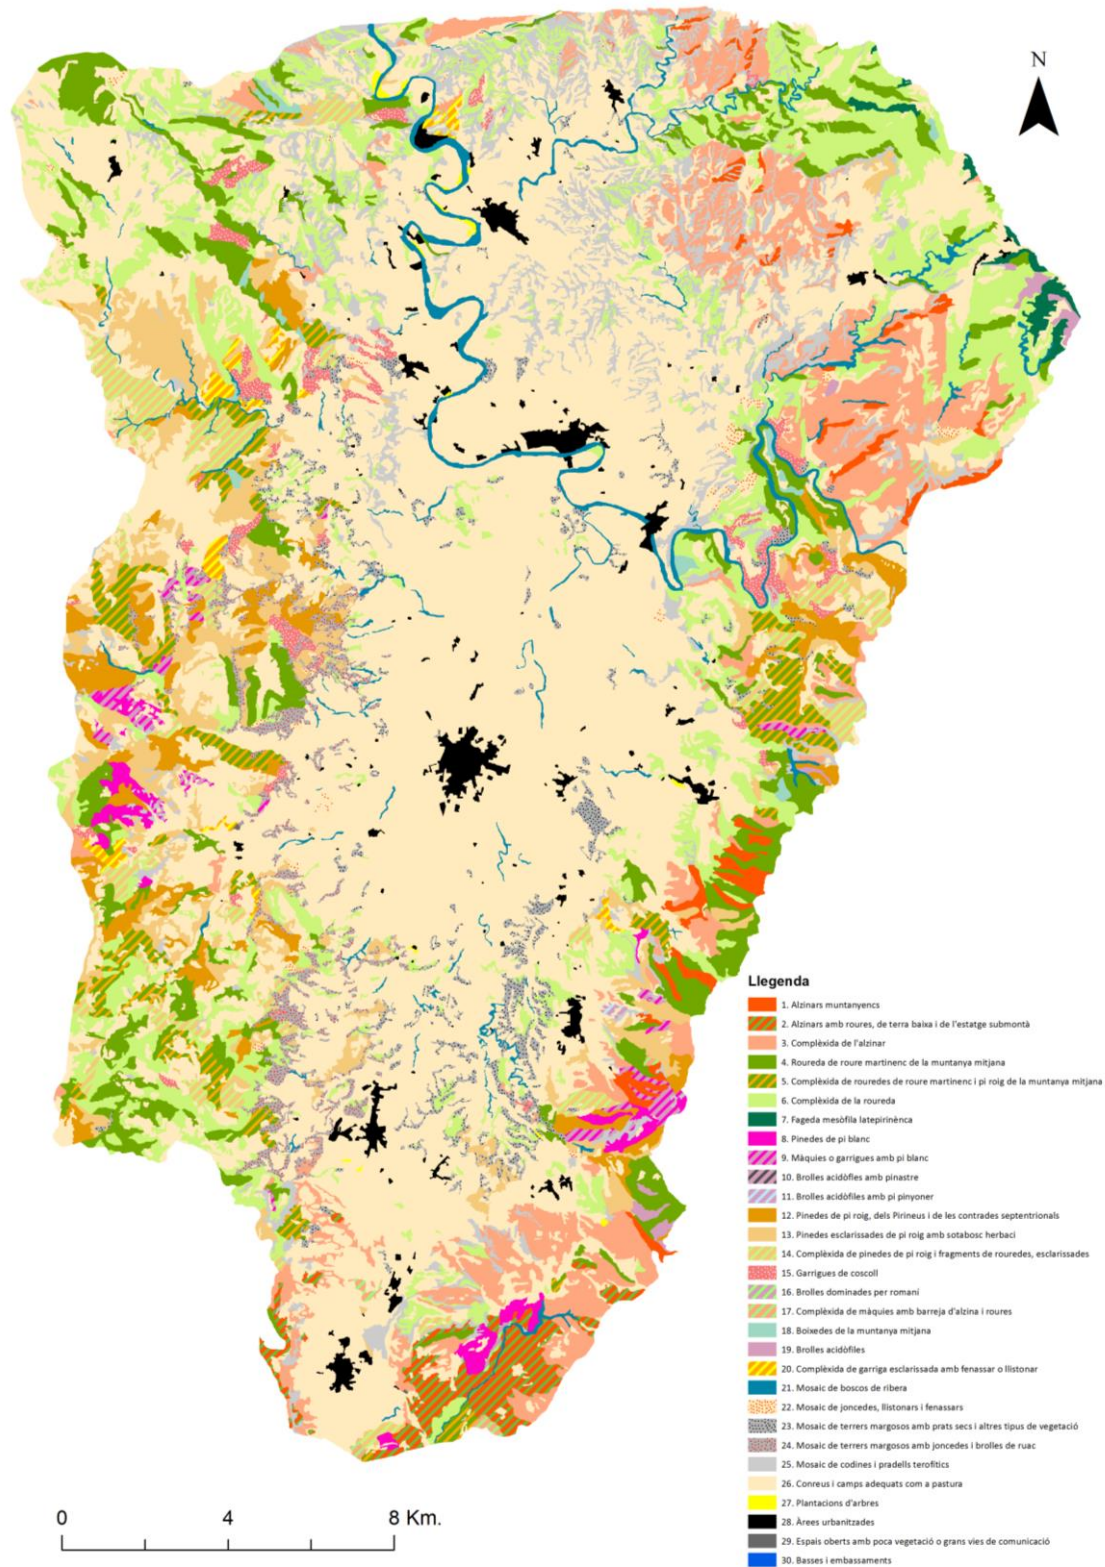 N
Llegenda
1. Alzinars muntanyencs
2. Alzinars amb roures, de terra baixa i de l'estatge submontà
3. Complèxida de l'alzinar
4. Roureda de roure martinenc de la muntanya mitjana
5. Complèxida de rouredes de roure martinenc i pi roig de la muntanya mitjana
6. Complèxida de la roureda
7. Fageda mesòfila latepirinènca
8. Pinedes de pi blanc
9. Màquies o garrigues amb pi blanc
10. Brolles acidòfles amb pinastre
11. Brolles acidòfiles amb pi pinyoner
12. Pinedes de pi roig, dels Pirineus i de les contrades septentrionals
13. Pinedes esclarissades de pi roig amb sotabosc herbaci
14. Complèxida de pinedes de pi roig i fragments de rouredes, esclarissades
15. Garrigues de coscoll
16. Brolles dominades per romaní
17. Complèxida de màquies amb barreja d'alzina i roures
18. Boixedes de la muntanya mitjana
19. Brolles acidòfiles
20. Complèxida de garriga esclarissada amb fenassar o llistonar
21. Mosaic de boscos de ribera
22. Mosaic de joncedes, llistonars i fenassars
23. Mosaic de terrers margosos amb prats secs i altres tipus de vegetació
24. Mosaic de terrers margosos amb joncedes i brolles de ruac
25. Mosaic de codines i pradells terofítics
26. Conreus i camps adequats com a pastura
27. Plantacions d'arbres
28. Àrees urbanitzades
29. Espais oberts amb poca vegetació o grans vies de comunicació
30. Basses i embassaments
0 4 8 Km.